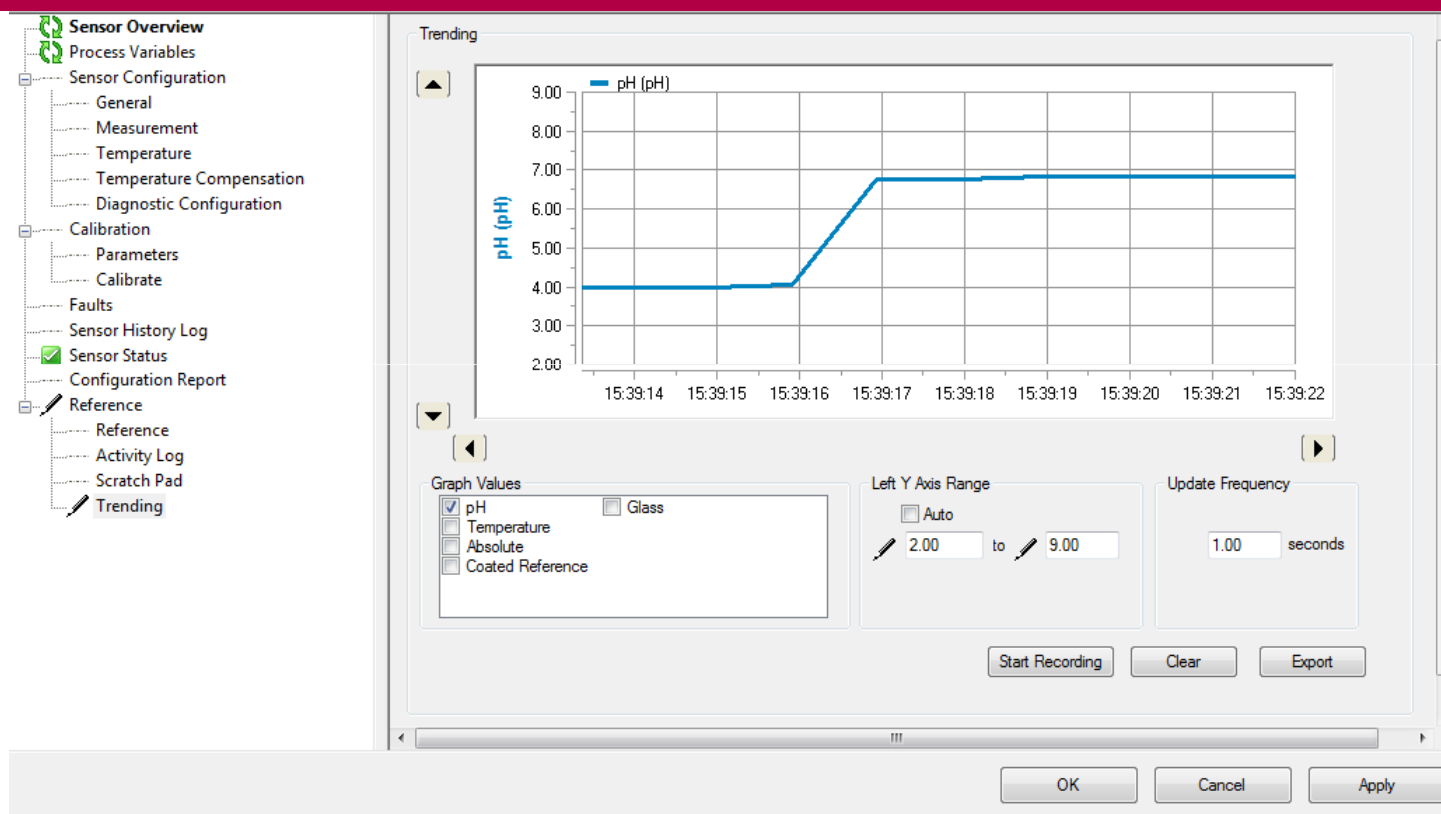 Sensor Overview
Process Variables
Sensor Configuration
General
Measurement
Temperature
Temperature Compensation
Diagnostic Configuration
Calibration
Parameters
Calibrate
Faults
Sensor History Log
Sensor Status
Configuration Report
Reference
Reference
Activity Log
Scratch Pad
Trending
Trending
pH (pH)
9.00
8.00
7.00
6.00
5.00
4.00
3.00
2.00
pH (pH)
15:39:14 15:39:15 15:39:16 15:39:17 15:39:18 15:39:19 15:39:20 15:39:21 15:39:22
Graph Values
pH Glass
Temperature
Absolute
Coated Reference
Left Y Axis Range
Auto
2.00 to 9.00
Update Frequency
1.00 seconds
Start Recording Clear Export
OK Cancel Apply